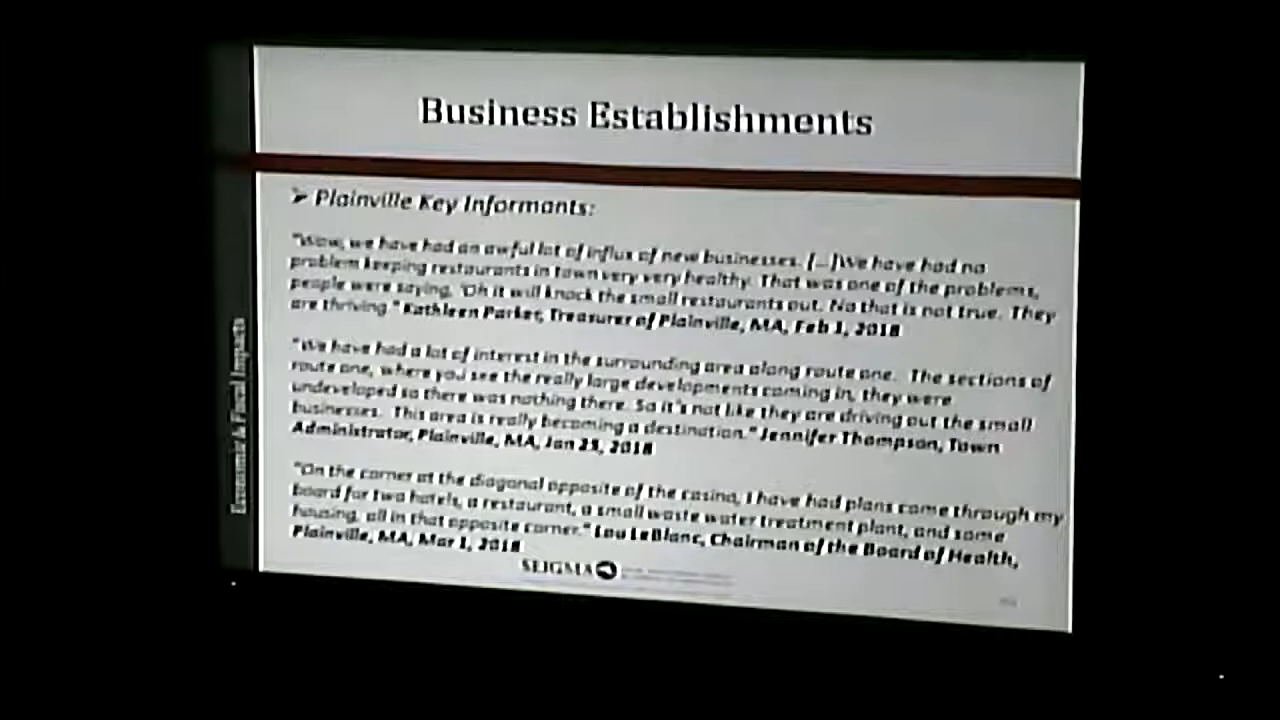 Business Establishments
➢ Plainville Key Informants:
"Wow, we have had an awful lot of influx of new businesses. [...]We have had no
problem keeping restaurants in town very very healthy. That was one of the problems,
people were saying, 'Oh it will knock the small restaurants out. No that is not true. They
are thriving." Kathleen Parker, Treasurer of Plainville, MA, Feb 1, 2018
"We have had a lot of interest in the surrounding area along route one. The sections of
route one, where you see the really large developments coming in, they were
undeveloped so there was nothing there. So it's not like they are driving out the small
businesses. This area is really becoming a destination." Jennifer Thompson, Town
Administrator, Plainville, MA, Jan 25, 2018
"On the corner at the diagonal opposite of the casino, I have had plans come through my
board for two hotels, a restaurant, a small waste water treatment plant, and some
housing, all in that opposite corner." Lou LeBlanc, Chairman of the Board of Health,
Plainville, MA, Mar 1, 2018
SEIGMA
Economic & Fiscal Impacts